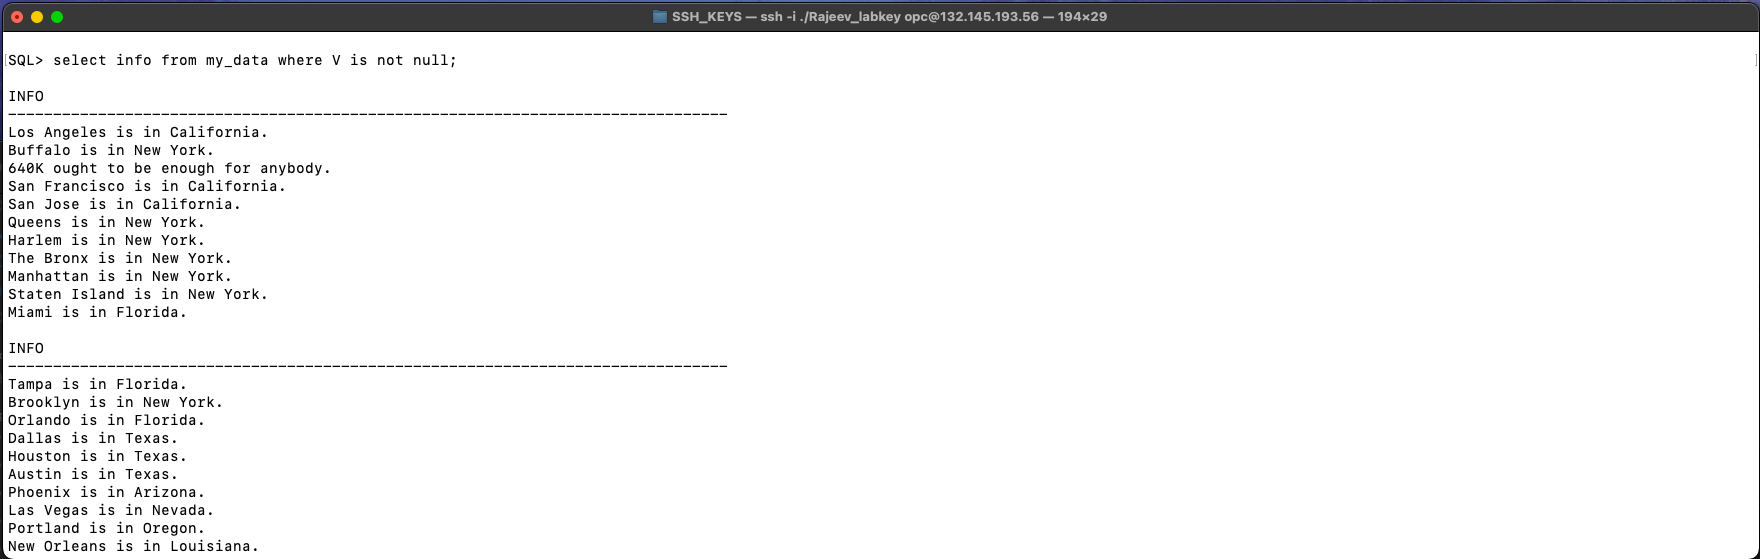 SSH_KEYS — ssh -i ./Rajeev_labkey opc@132.145.193.56 — 194×29
SQL> select info from my_data where V is not null;
INFO
--------------------------------------------------------------------------------
Los Angeles is in California.
Buffalo is in New York.
640K ought to be enough for anybody.
San Francisco is in California.
San Jose is in California.
Queens is in New York.
Harlem is in New York.
The Bronx is in New York.
Manhattan is in New York.
Staten Island is in New York.
Miami is in Florida.
INFO
--------------------------------------------------------------------------------
Tampa is in Florida.
Brooklyn is in New York.
Orlando is in Florida.
Dallas is in Texas.
Houston is in Texas.
Austin is in Texas.
Phoenix is in Arizona.
Las Vegas is in Nevada.
Portland is in Oregon.
New Orleans is in Louisiana.